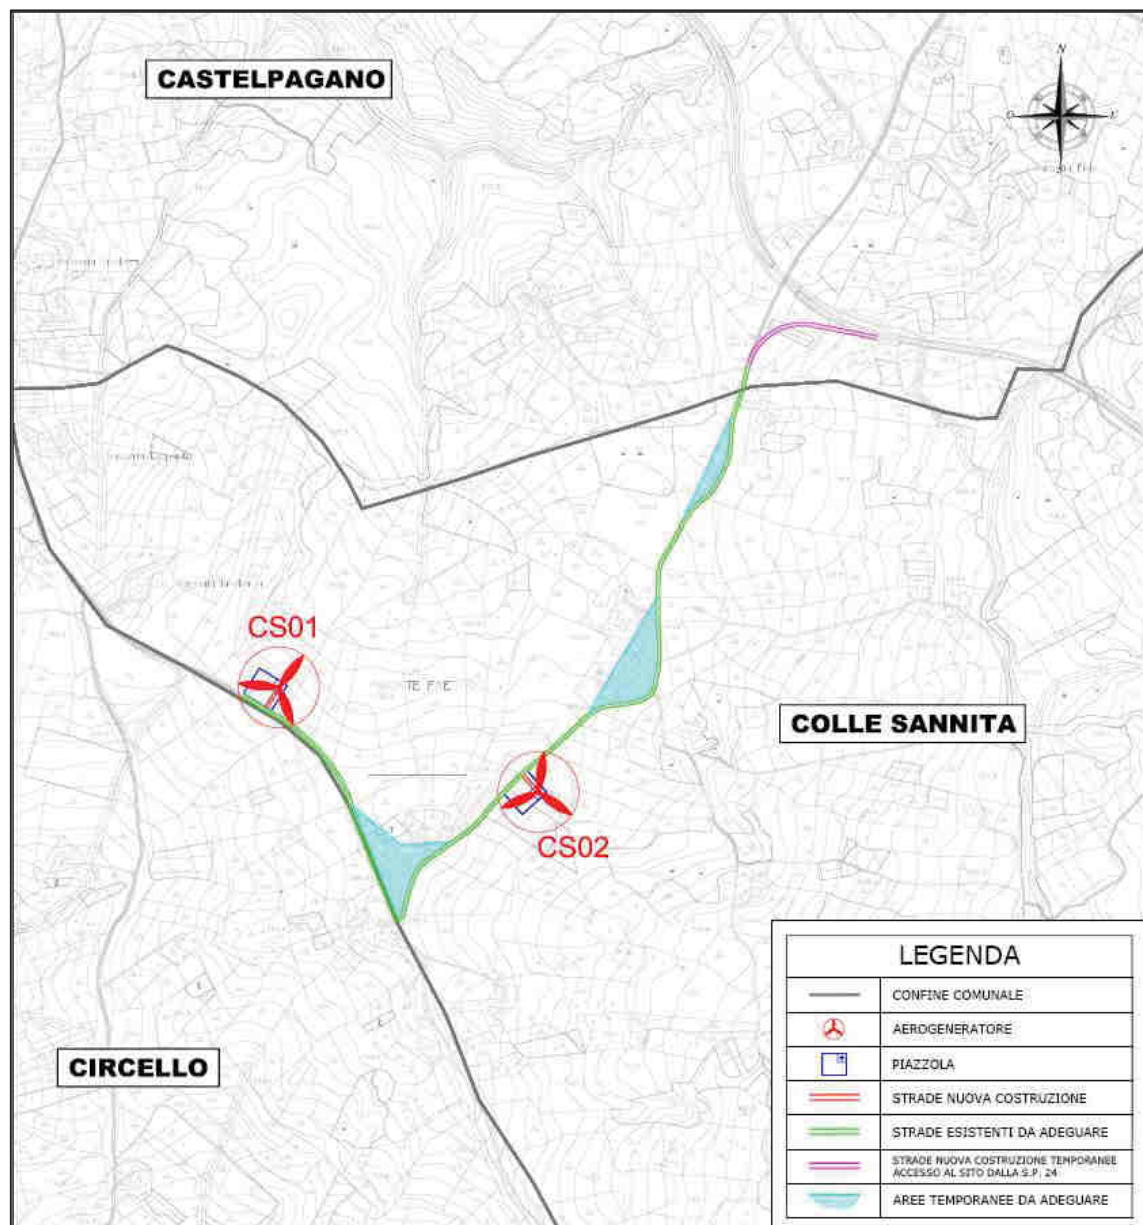 CASTELPAGANO
N
O
E
S
CS01
COLLE SANNITA
CS02
CIRCELLO
LEGENDA
CONFINE COMUNALE
AEROGENERATORE
PIAZZOLA
STRADE NUOVA COSTRUZIONE
STRADE ESISTENTI DA ADEGUARE
STRADE NUOVA COSTRUZIONE TEMPORANEE
ACCESSO AL SITO DALLA S.P. 24
AREE TEMPORANEE DA ADEGUARE